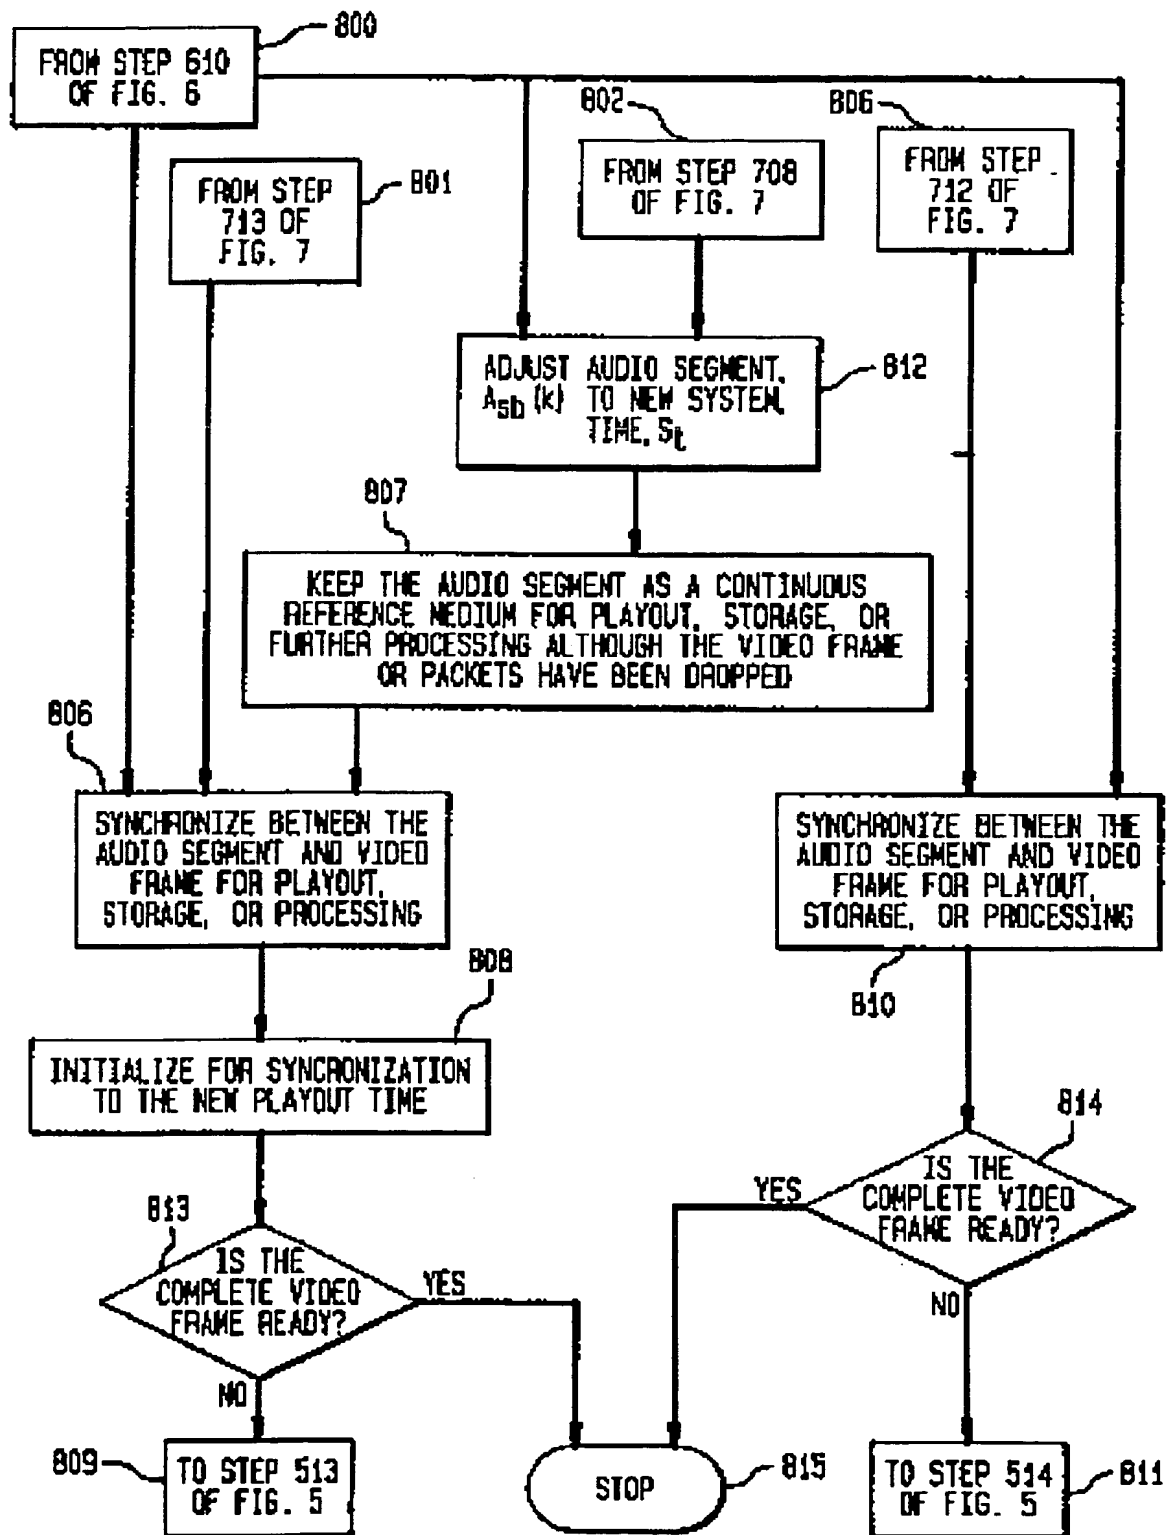 800
FROM STEP 610
OF FIG. 6
802
806
FROM STEP
713 OF
FIG. 7
801
FROM STEP 708
OF FIG. 7
FROM STEP
712 OF
FIG. 7
ADJUST AUDIO SEGMENT,
Asb (k) TO NEW SYSTEM,
TIME, St
812
807
KEEP THE AUDIO SEGMENT AS A CONTINUOUS
REFERENCE MEDIUM FOR PLAYOUT, STORAGE, OR
FURTHER PROCESSING ALTHOUGH THE VIDEO FRAME
OR PACKETS HAVE BEEN DROPPED
806
SYNCHRONIZE BETWEEN THE
AUDIO SEGMENT AND VIDEO
FRAME FOR PLAYOUT,
STORAGE, OR PROCESSING
SYNCHRONIZE BETWEEN THE
AUDIO SEGMENT AND VIDEO
FRAME FOR PLAYOUT,
STORAGE, OR PROCESSING
810
808
INITIALIZE FOR SYNCRONIZATION
TO THE NEW PLAYOUT TIME
813
IS THE
COMPLETE VIDEO
FRAME READY?
YES
NO
814
IS THE
COMPLETE VIDEO
FRAME READY?
YES
NO
809
TO STEP 513
OF FIG. 5
STOP
815
TO STEP 514
OF FIG. 5
811